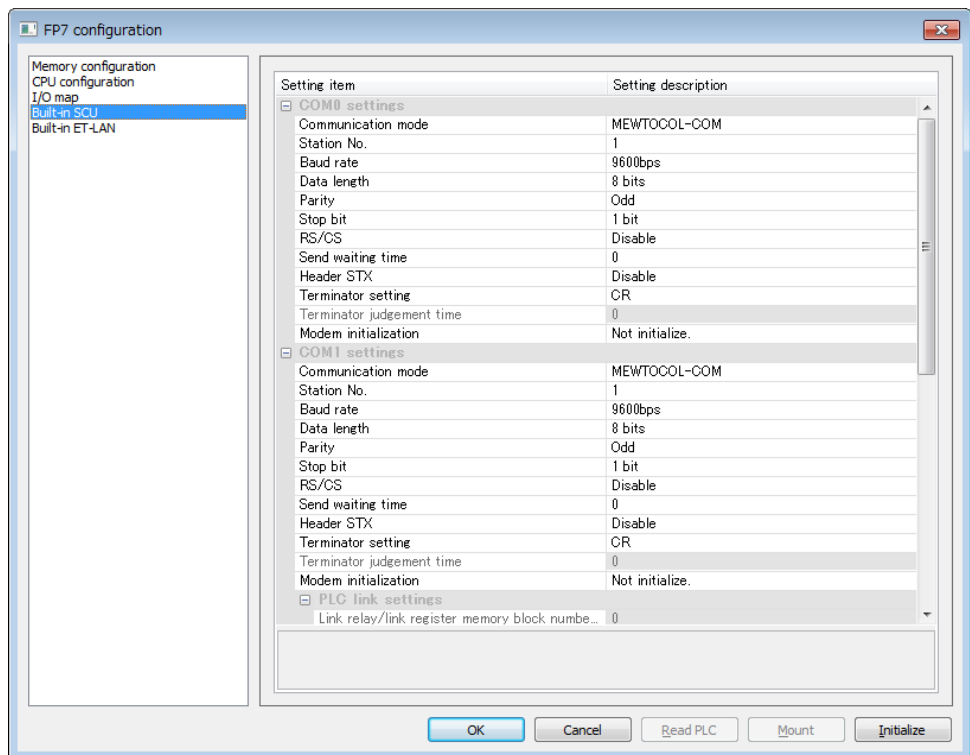 FP7 configuration
Memory configuration
CPU configuration
I/O map
Built-in SCU
Built-in ET-LAN
Setting item Setting description
COM0 settings
Communication mode MEWTOCOL-COM
Station No. 1
Baud rate 9600bps
Data length 8 bits
Parity Odd
Stop bit 1 bit
RS/CS Disable
Send waiting time 0
Header STX Disable
Terminator setting CR
Terminator judgement time 0
Modem initialization Not initialize.
COM1 settings
Communication mode MEWTOCOL-COM
Station No. 1
Baud rate 9600bps
Data length 8 bits
Parity Odd
Stop bit 1 bit
RS/CS Disable
Send waiting time 0
Header STX Disable
Terminator setting CR
Terminator judgement time 0
Modem initialization Not initialize.
PLC link settings
Link relay/link register memory block numbe... 0
OK Cancel Read PLC Mount Initialize